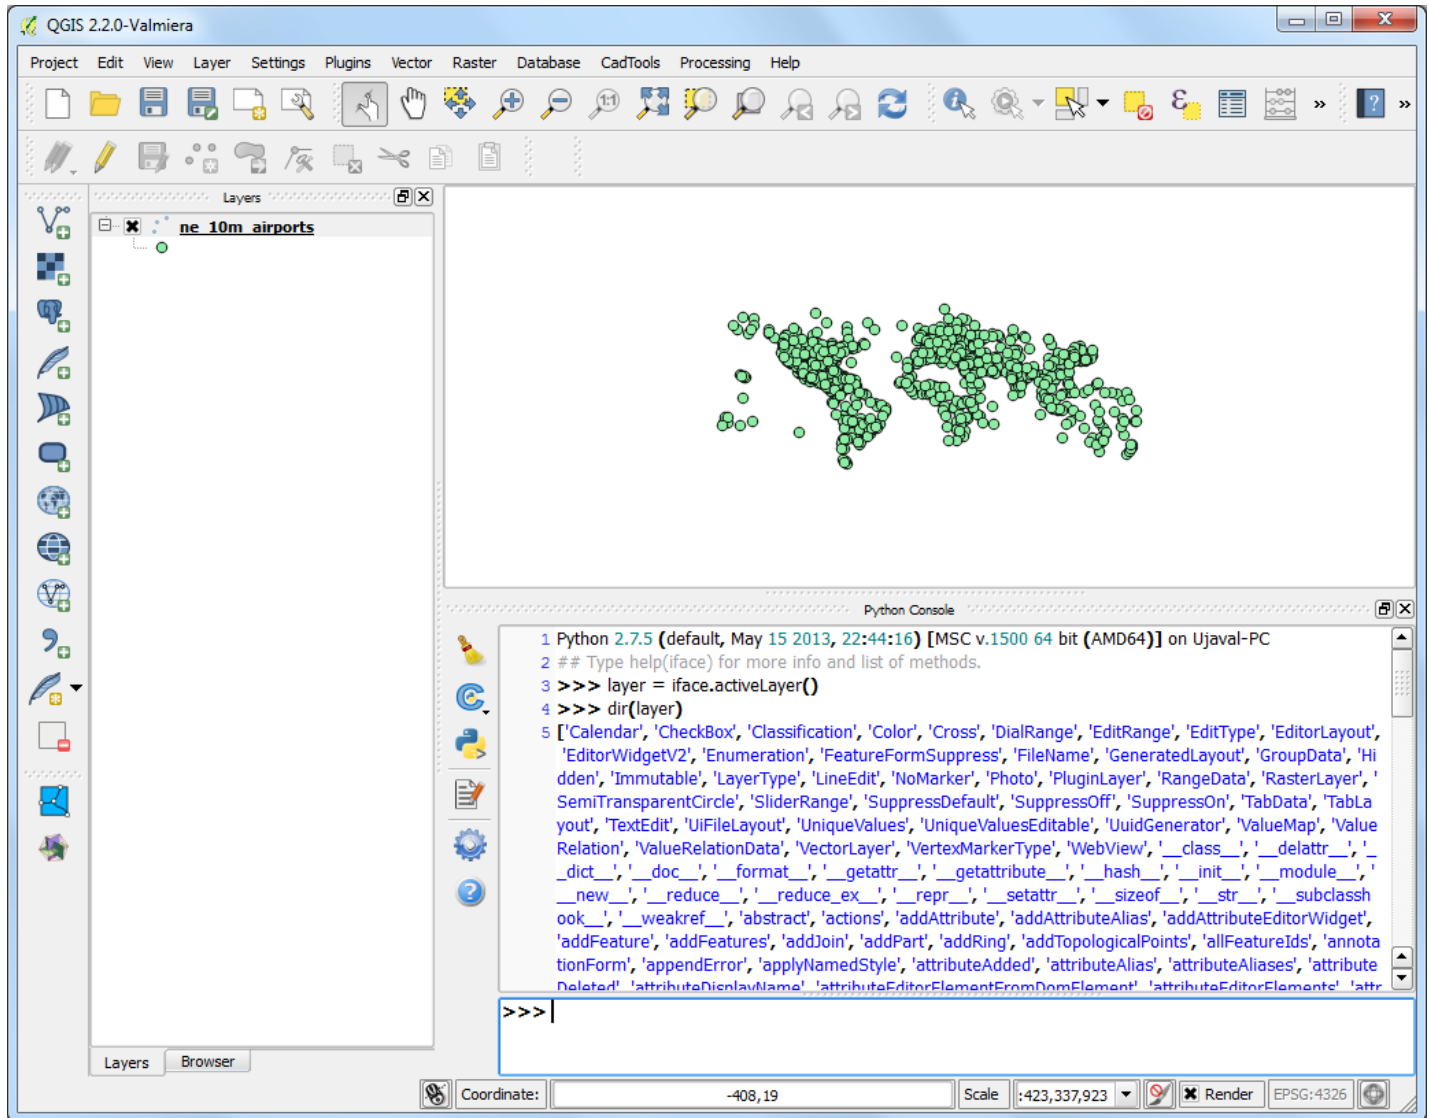 QGIS 2.2.0-Valmiera
Project Edit View Layer Settings Plugins Vector Raster Database CadTools Processing Help
1:1 ε » ? »
Layers
ne_10m_airports
Python Console
1 Python 2.7.5 (default, May 15 2013, 22:44:16) [MSC v.1500 64 bit (AMD64)] on Ujaval-PC
2 ## Type help(iface) for more info and list of methods.
3 >>> layer = iface.activeLayer()
4 >>> dir(layer)
5 ['Calendar', 'CheckBox', 'Classification', 'Color', 'Cross', 'DialRange', 'EditRange', 'EditType', 'EditorLayout',
'EditorWidgetV2', 'Enumeration', 'FeatureFormSuppress', 'FileName', 'GeneratedLayout', 'GroupData', 'Hi
dden', 'Immutable', 'LayerType', 'LineEdit', 'NoMarker', 'Photo', 'PluginLayer', 'RangeData', 'RasterLayer', '
SemiTransparentCircle', 'SliderRange', 'SuppressDefault', 'SuppressOff', 'SuppressOn', 'TabData', 'TabLa
yout', 'TextEdit', 'UiFileLayout', 'UniqueValues', 'UniqueValuesEditable', 'UuidGenerator', 'ValueMap', 'Value
Relation', 'ValueRelationData', 'VectorLayer', 'VertexMarkerType', 'WebView', '__class__', '__delattr__', '_
_dict__', '__doc__', '__format__', '__getattr__', '__getattribute__', '__hash__', '__init__', '__module__', '
__new__', '__reduce__', '__reduce_ex__', '__repr__', '__setattr__', '__sizeof__', '__str__', '__subclassh
ook__', '__weakref__', 'abstract', 'actions', 'addAttribute', 'addAttributeAlias', 'addAttributeEditorWidget',
'addFeature', 'addFeatures', 'addJoin', 'addPart', 'addRing', 'addTopologicalPoints', 'allFeatureIds', 'annota
tionForm', 'appendError', 'applyNamedStyle', 'attributeAdded', 'attributeAlias', 'attributeAliases', 'attribute
Deleted', 'attributeDisplayName', 'attributeEditorElementFromDomElement', 'attributeEditorElements', 'attr
>>>
Layers Browser
Coordinate: -408,19 Scale :423,337,923 Render EPSG:4326